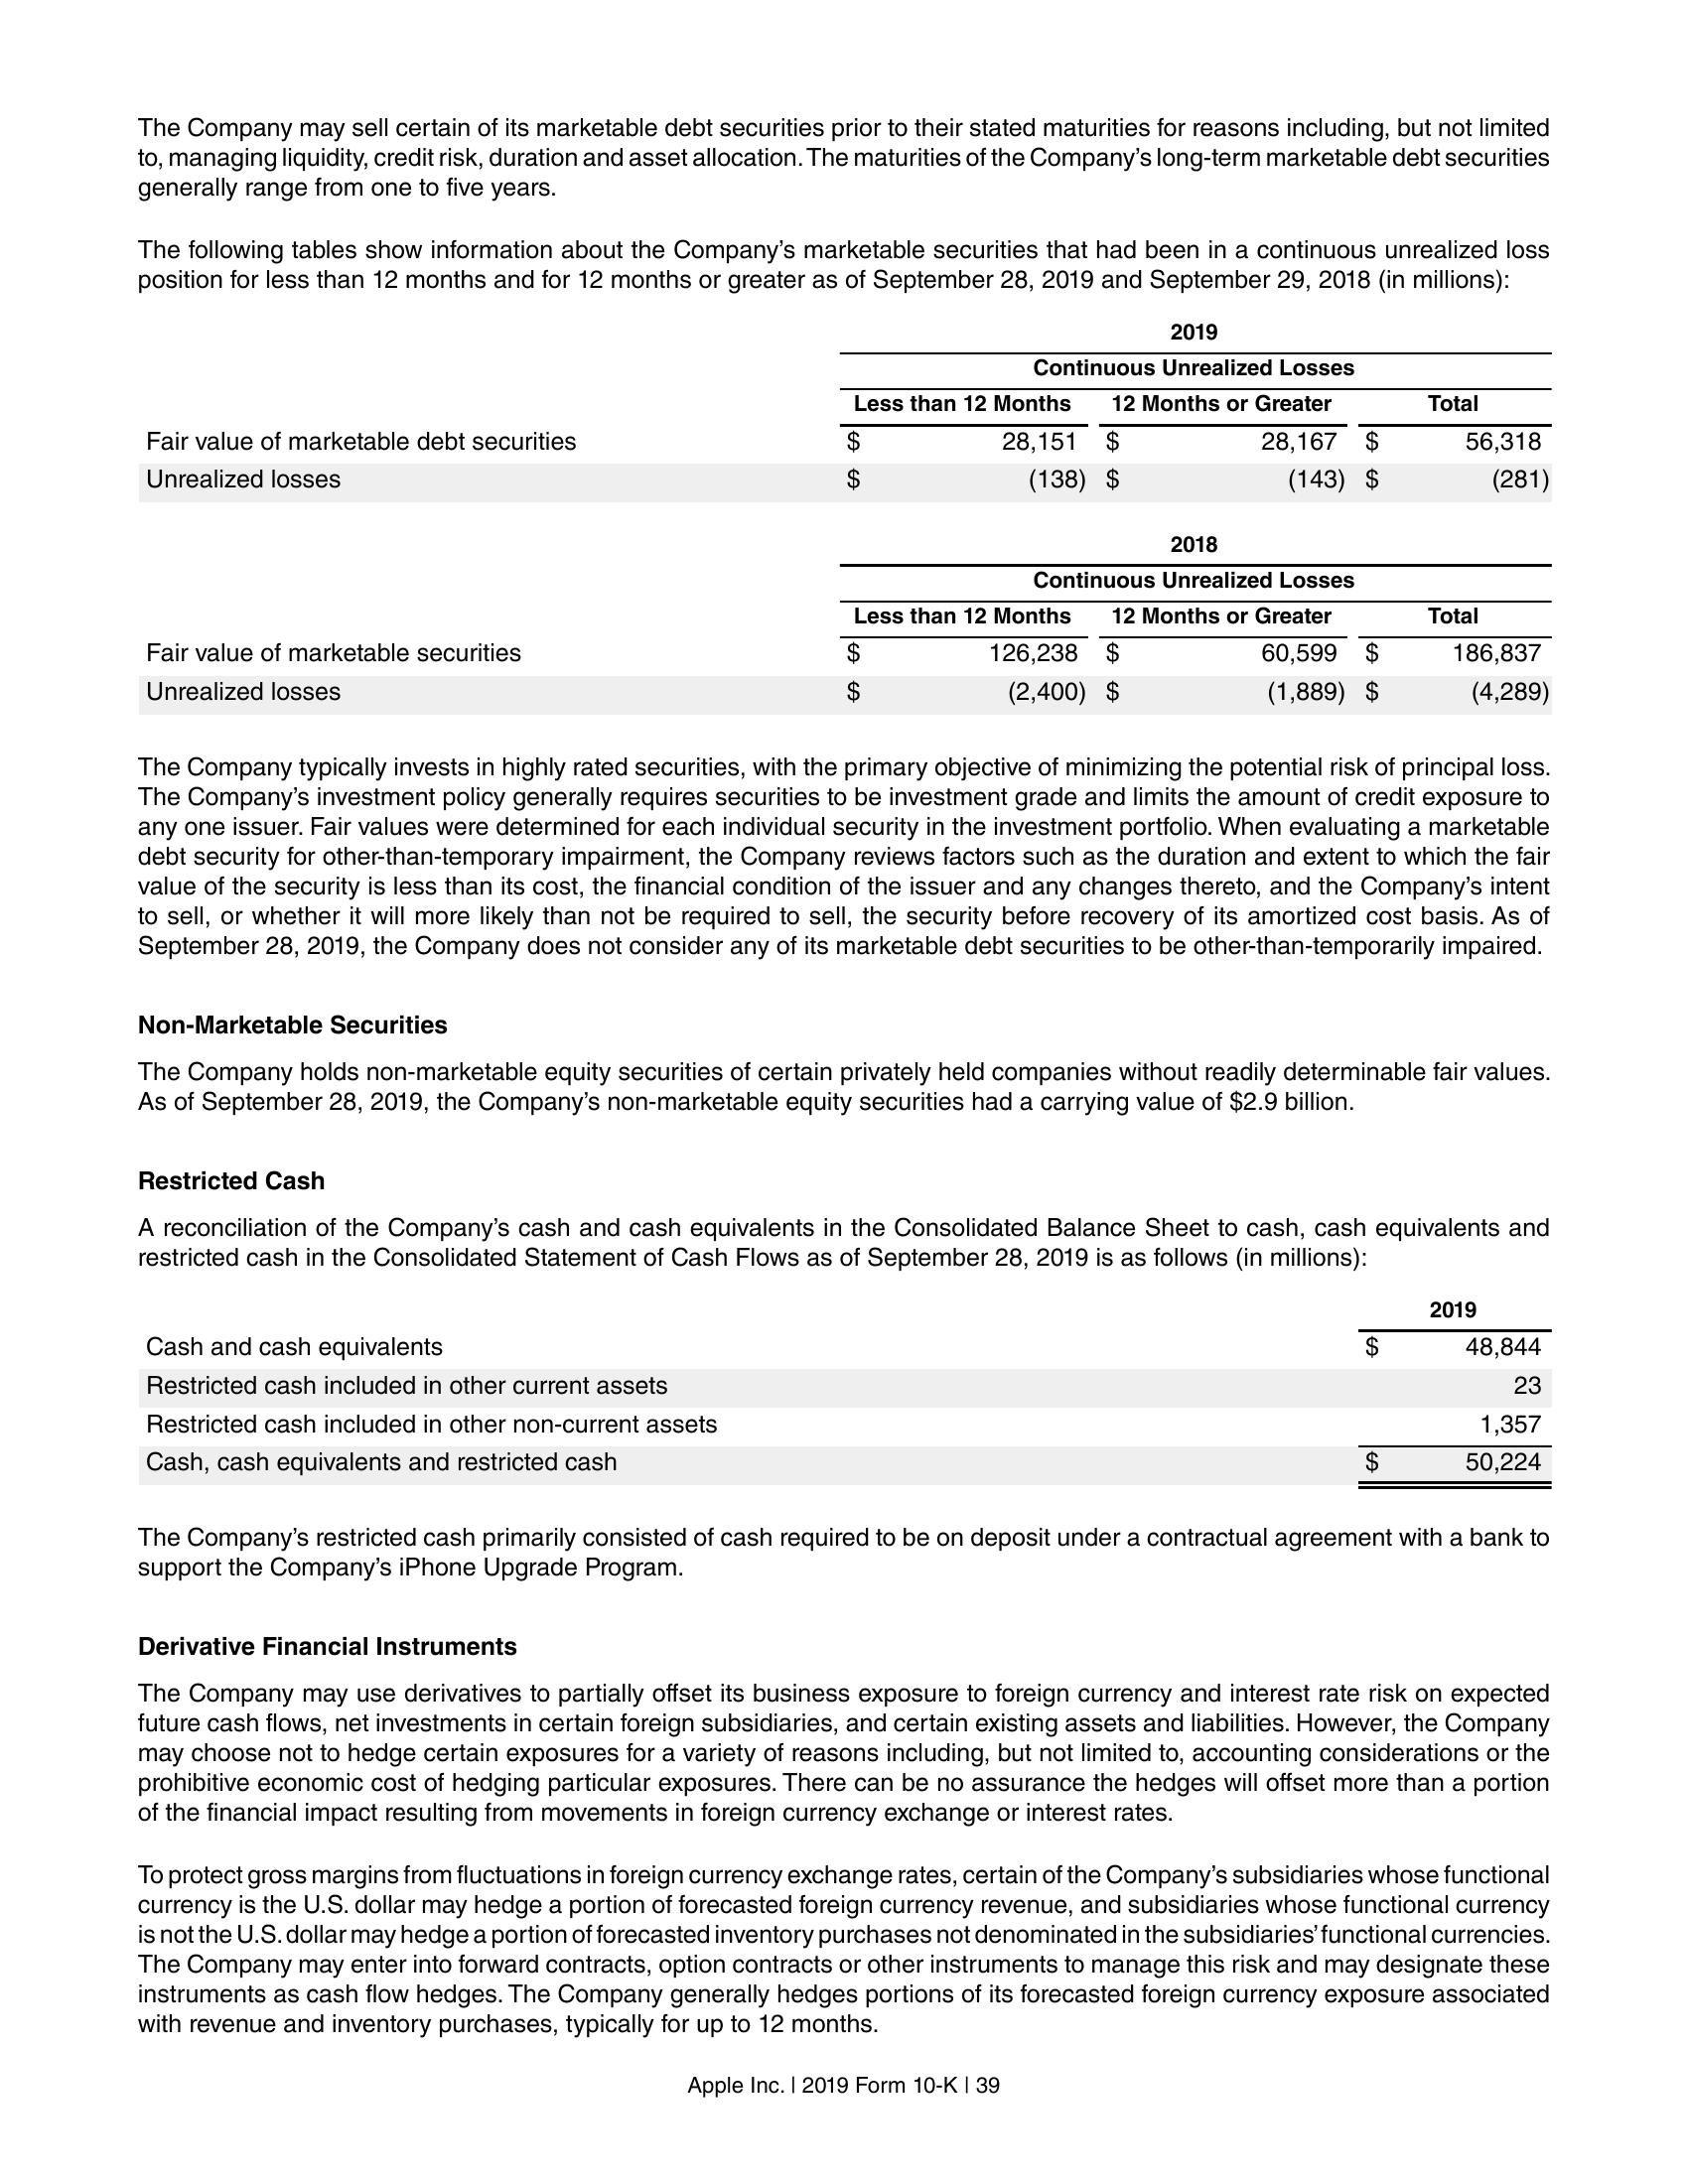 The Company may sell certain of its marketable debt securities prior to their stated maturities for reasons including, but not limited
to, managing liquidity, credit risk, duration and asset allocation. The maturities of the Company’s long-term marketable debt securities
generally range from one to five years.
The following tables show information about the Company’s marketable securities that had been in a continuous unrealized loss
position for less than 12 months and for 12 months or greater as of September 28, 2019 and September 29, 2018 (in millions):
2019
Continuous Unrealized Losses
Less than 12 Months 12 Months or Greater Total
Fair value of marketable debt securities $ 28,151 $ 28,167 $ 56,318
Unrealized losses $ (138) $ (143) $ (281)
2018
Continuous Unrealized Losses
Less than 12 Months 12 Months or Greater Total
Fair value of marketable securities $ 126,238 $ 60,599 $ 186,837
Unrealized losses $ (2,400) $ (1,889) $ (4,289)
The Company typically invests in highly rated securities, with the primary objective of minimizing the potential risk of principal loss.
The Company’s investment policy generally requires securities to be investment grade and limits the amount of credit exposure to
any one issuer. Fair values were determined for each individual security in the investment portfolio. When evaluating a marketable
debt security for other-than-temporary impairment, the Company reviews factors such as the duration and extent to which the fair
value of the security is less than its cost, the financial condition of the issuer and any changes thereto, and the Company’s intent
to sell, or whether it will more likely than not be required to sell, the security before recovery of its amortized cost basis. As of
September 28, 2019, the Company does not consider any of its marketable debt securities to be other-than-temporarily impaired.
Non-Marketable Securities
The Company holds non-marketable equity securities of certain privately held companies without readily determinable fair values.
As of September 28, 2019, the Company’s non-marketable equity securities had a carrying value of $2.9 billion.
Restricted Cash
A reconciliation of the Company’s cash and cash equivalents in the Consolidated Balance Sheet to cash, cash equivalents and
restricted cash in the Consolidated Statement of Cash Flows as of September 28, 2019 is as follows (in millions):
2019
Cash and cash equivalents $ 48,844
Restricted cash included in other current assets 23
Restricted cash included in other non-current assets 1,357
Cash, cash equivalents and restricted cash $ 50,224
The Company’s restricted cash primarily consisted of cash required to be on deposit under a contractual agreement with a bank to
support the Company’s iPhone Upgrade Program.
Derivative Financial Instruments
The Company may use derivatives to partially offset its business exposure to foreign currency and interest rate risk on expected
future cash flows, net investments in certain foreign subsidiaries, and certain existing assets and liabilities. However, the Company
may choose not to hedge certain exposures for a variety of reasons including, but not limited to, accounting considerations or the
prohibitive economic cost of hedging particular exposures. There can be no assurance the hedges will offset more than a portion
of the financial impact resulting from movements in foreign currency exchange or interest rates.
To protect gross margins from fluctuations in foreign currency exchange rates, certain of the Company’s subsidiaries whose functional
currency is the U.S. dollar may hedge a portion of forecasted foreign currency revenue, and subsidiaries whose functional currency
is not the U.S. dollar may hedge a portion of forecasted inventory purchases not denominated in the subsidiaries’ functional currencies.
The Company may enter into forward contracts, option contracts or other instruments to manage this risk and may designate these
instruments as cash flow hedges. The Company generally hedges portions of its forecasted foreign currency exposure associated
with revenue and inventory purchases, typically for up to 12 months.
Apple Inc. | 2019 Form 10-K | 39